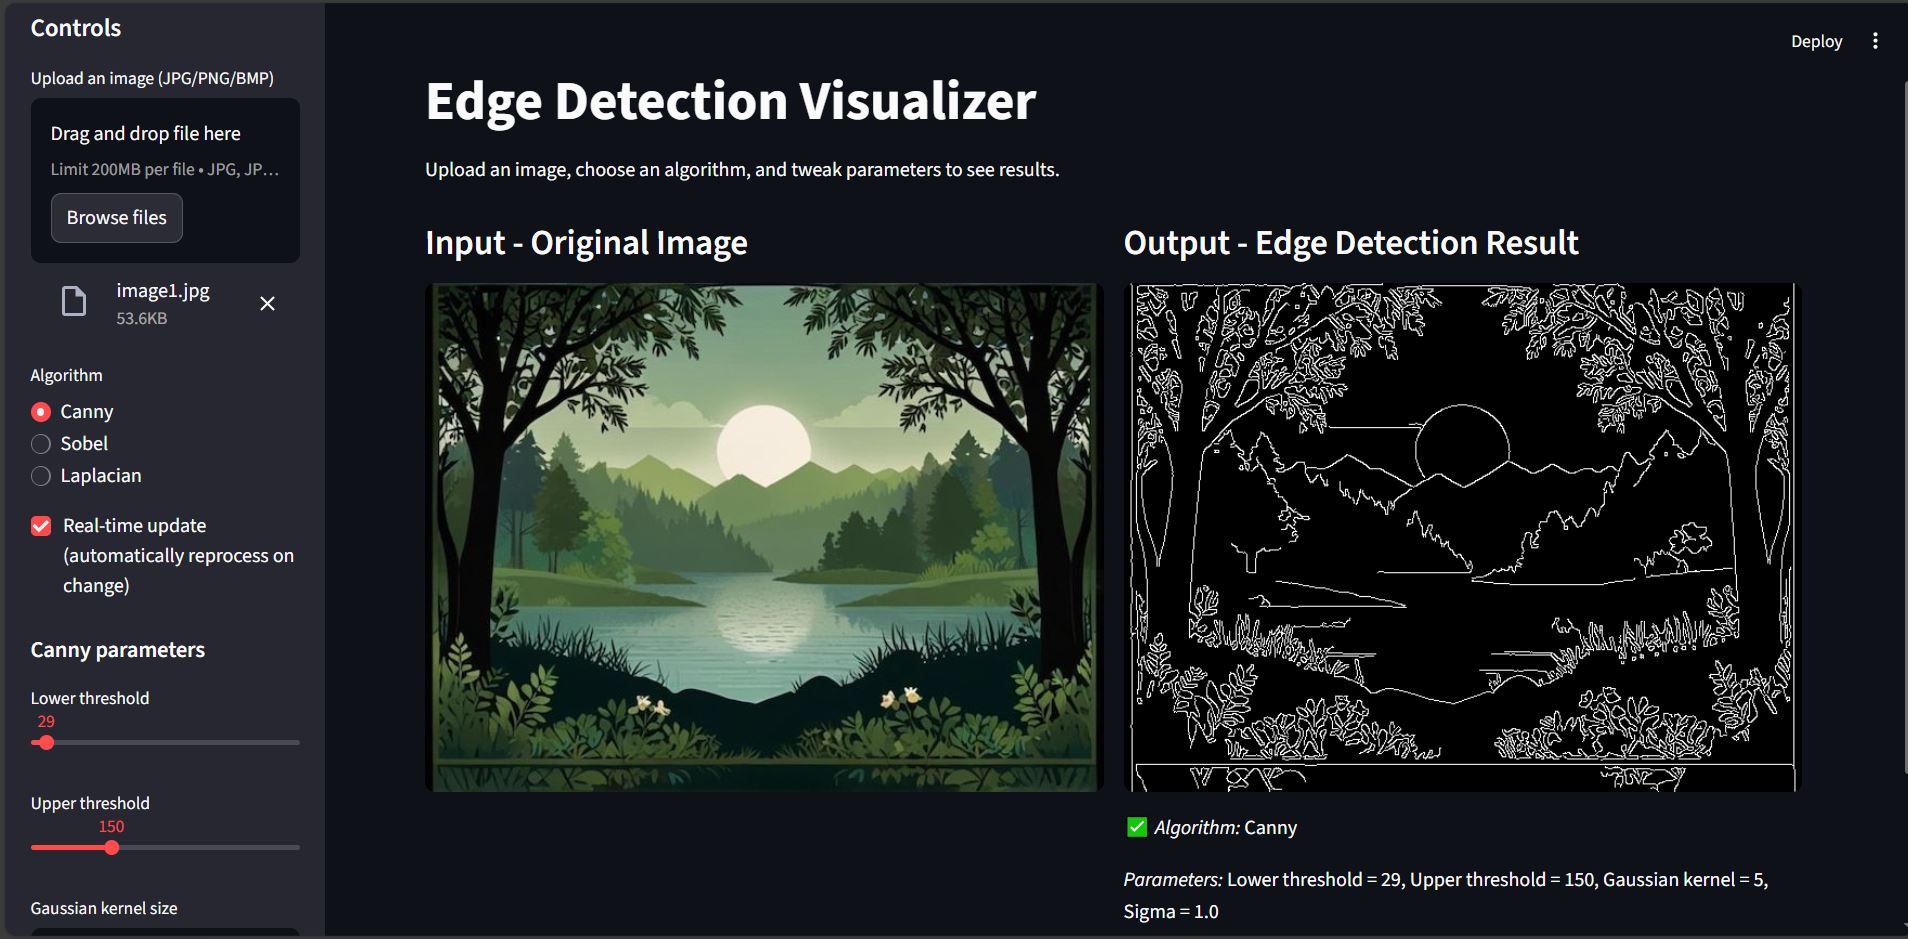 Controls
Upload an image (JPG/PNG/BMP)
Drag and drop file here
Limit 200MB per file • JPG, JP…
Browse files
image1.jpg
53.6KB
Algorithm
Canny
Sobel
Laplacian
Real-time update
(automatically reprocess on
change)
Canny parameters
Lower threshold
29
Upper threshold
150
Gaussian kernel size
Deploy
Edge Detection Visualizer
Upload an image, choose an algorithm, and tweak parameters to see results.
Input - Original Image
Output - Edge Detection Result
✅ Algorithm: Canny
Parameters: Lower threshold = 29, Upper threshold = 150, Gaussian kernel = 5,
Sigma = 1.0